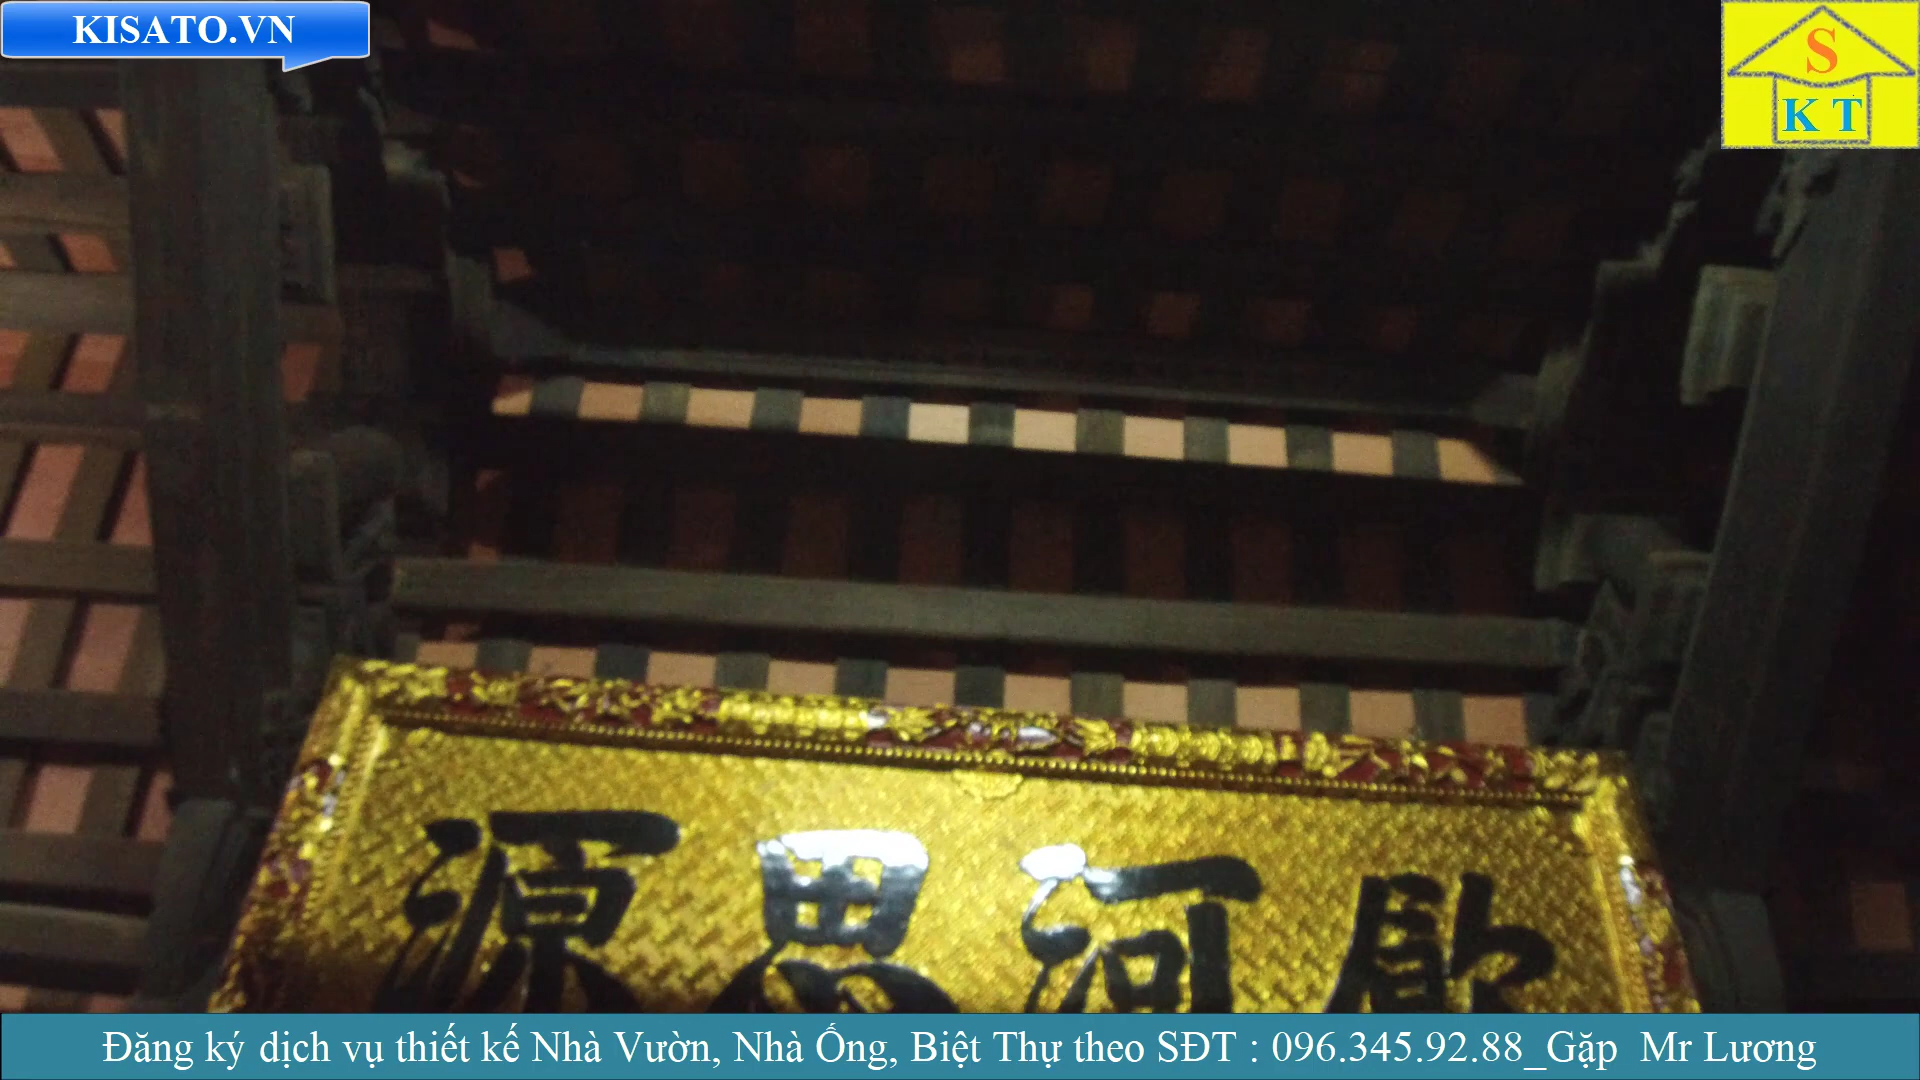 KISATO.VN
S
K T
源思河飲
Đăng ký dịch vụ thiết kế Nhà Vườn, Nhà Ống, Biệt Thự theo SĐT : 096.345.92.88_Gặp Mr Lương